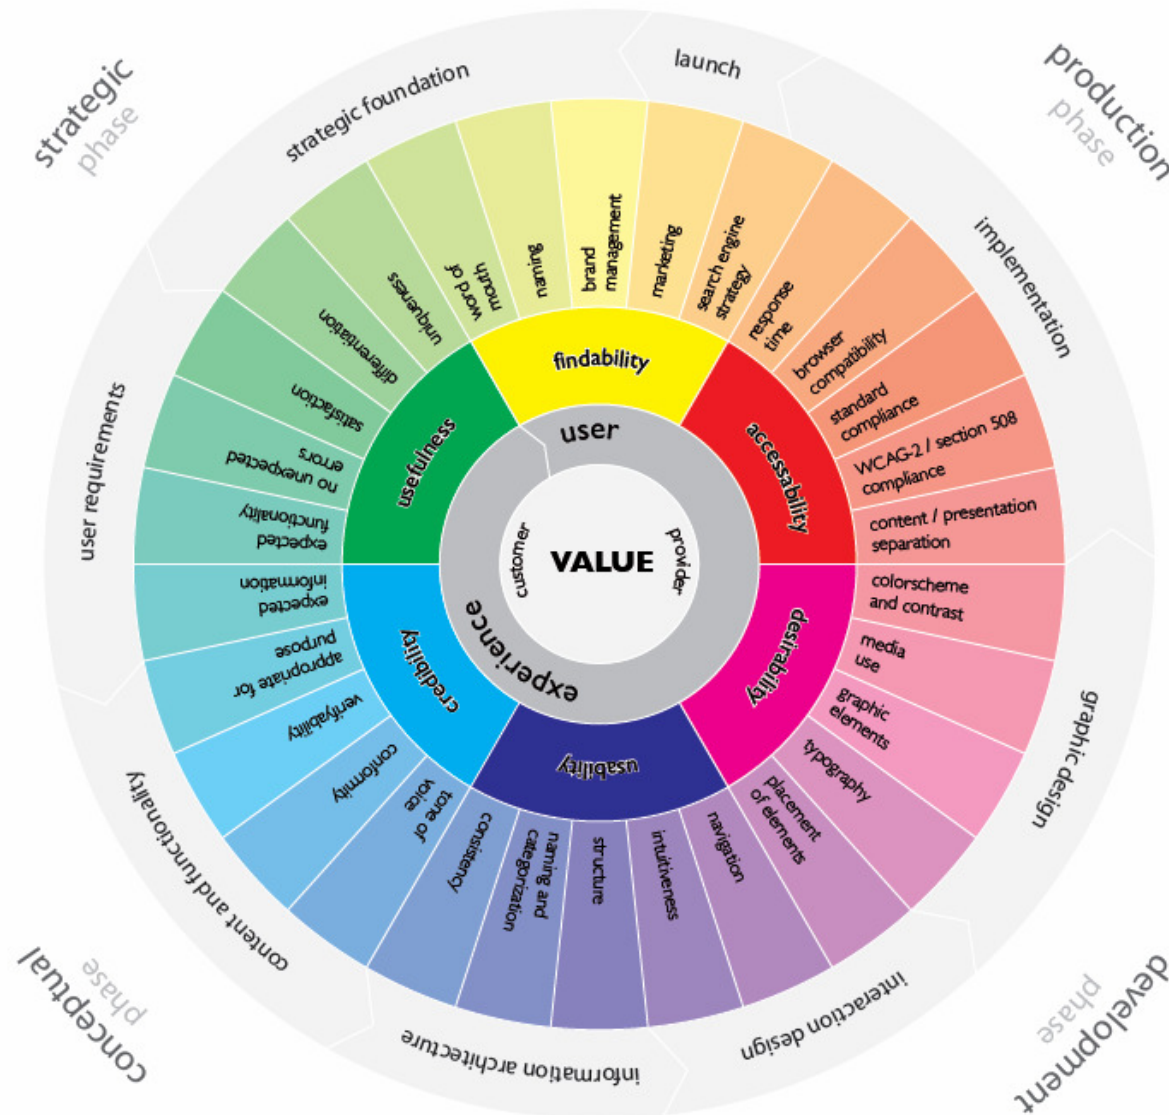 strategic
phase
production
phase
development
phase
conceptual
phase
strategic foundation
launch
implementation
graphic design
interaction design
information architecture
content and functionality
user requirements
word of
mouth
naming
brand
management
marketing
search engine
strategy
response
time
browser
compatibility
standard
compliance
WCAG-2 / section 508
compliance
content / presentation
separation
colorscheme
and contrast
media
use
graphic
elements
typography
placement
of elements
navigation
intuitiveness
structure
naming and
categorization
consistency
tone of
voice
conformity
verifyability
appropriate for
purpose
expected
information
expected
functionality
no unexpected
errors
satisfaction
differentiation
uniqueness
findability
accessability
desirability
usability
credibility
usefulness
user
experience
customer
VALUE
provider